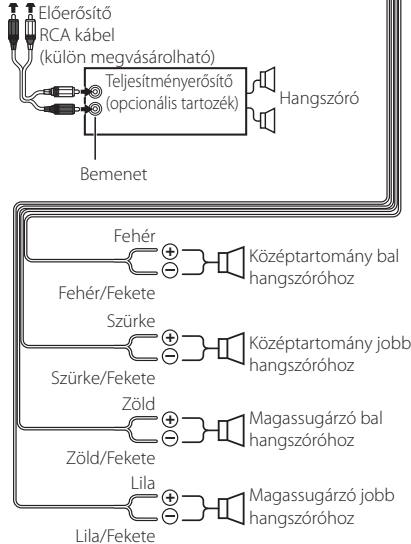 Előerősítő
RCA kábel
(külön megvásárolható)
Teljesítményerősítő
(opcionális tartozék)
Hangszóró
Bemenet
Fehér
Középtartomány bal
hangszóróhoz
Fehér/Fekete
Szürke
Középtartomány jobb
hangszóróhoz
Szürke/Fekete
Zöld
Magassugárzó bal
hangszóróhoz
Zöld/Fekete
Lila
Magassugárzó jobb
hangszóróhoz
Lila/Fekete